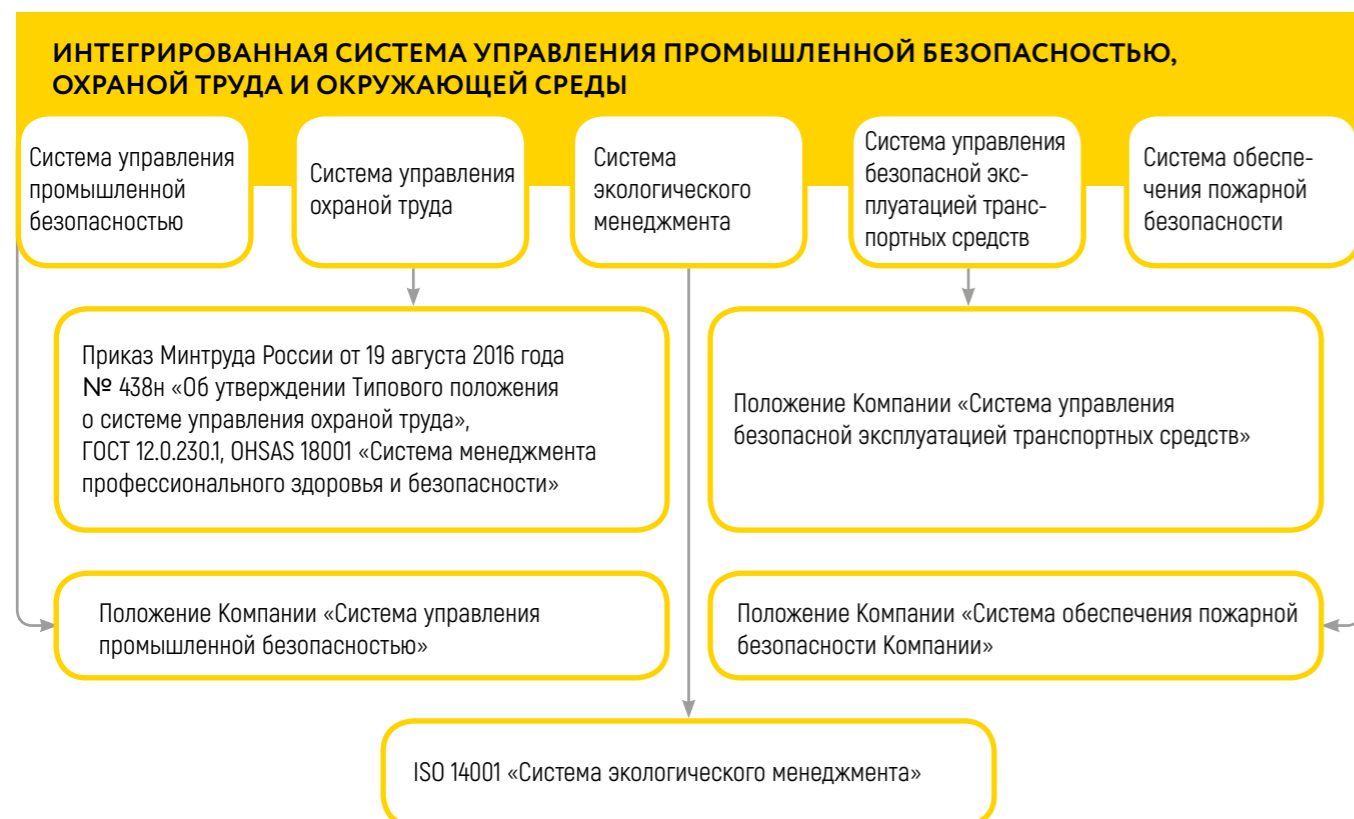 ИНТЕГРИРОВАННАЯ СИСТЕМА УПРАВЛЕНИЯ ПРОМЫШЛЕННОЙ БЕЗОПАСНОСТЬЮ,
ОХРАНОЙ ТРУДА И ОКРУЖАЮЩЕЙ СРЕДЫ
Система управления
промышленной
безопасностью
Система управления
охраной труда
Система
экологического
менеджмента
Система управления
безопасной экс-
плуатацией транс-
портных средств
Система обеспе-
чения пожарной
безопасности
Приказ Минтруда России от 19 августа 2016 года
№ 438н «Об утверждении Типового положения
о системе управления охраной труда»,
ГОСТ 12.0.230.1, OHSAS 18001 «Система менеджмента
профессионального здоровья и безопасности»
Положение Компании «Система управления
безопасной эксплуатацией транспортных средств»
Положение Компании «Система управления
промышленной безопасностью»
Положение Компании «Система обеспечения пожарной
безопасности Компании»
ISO 14001 «Система экологического менеджмента»